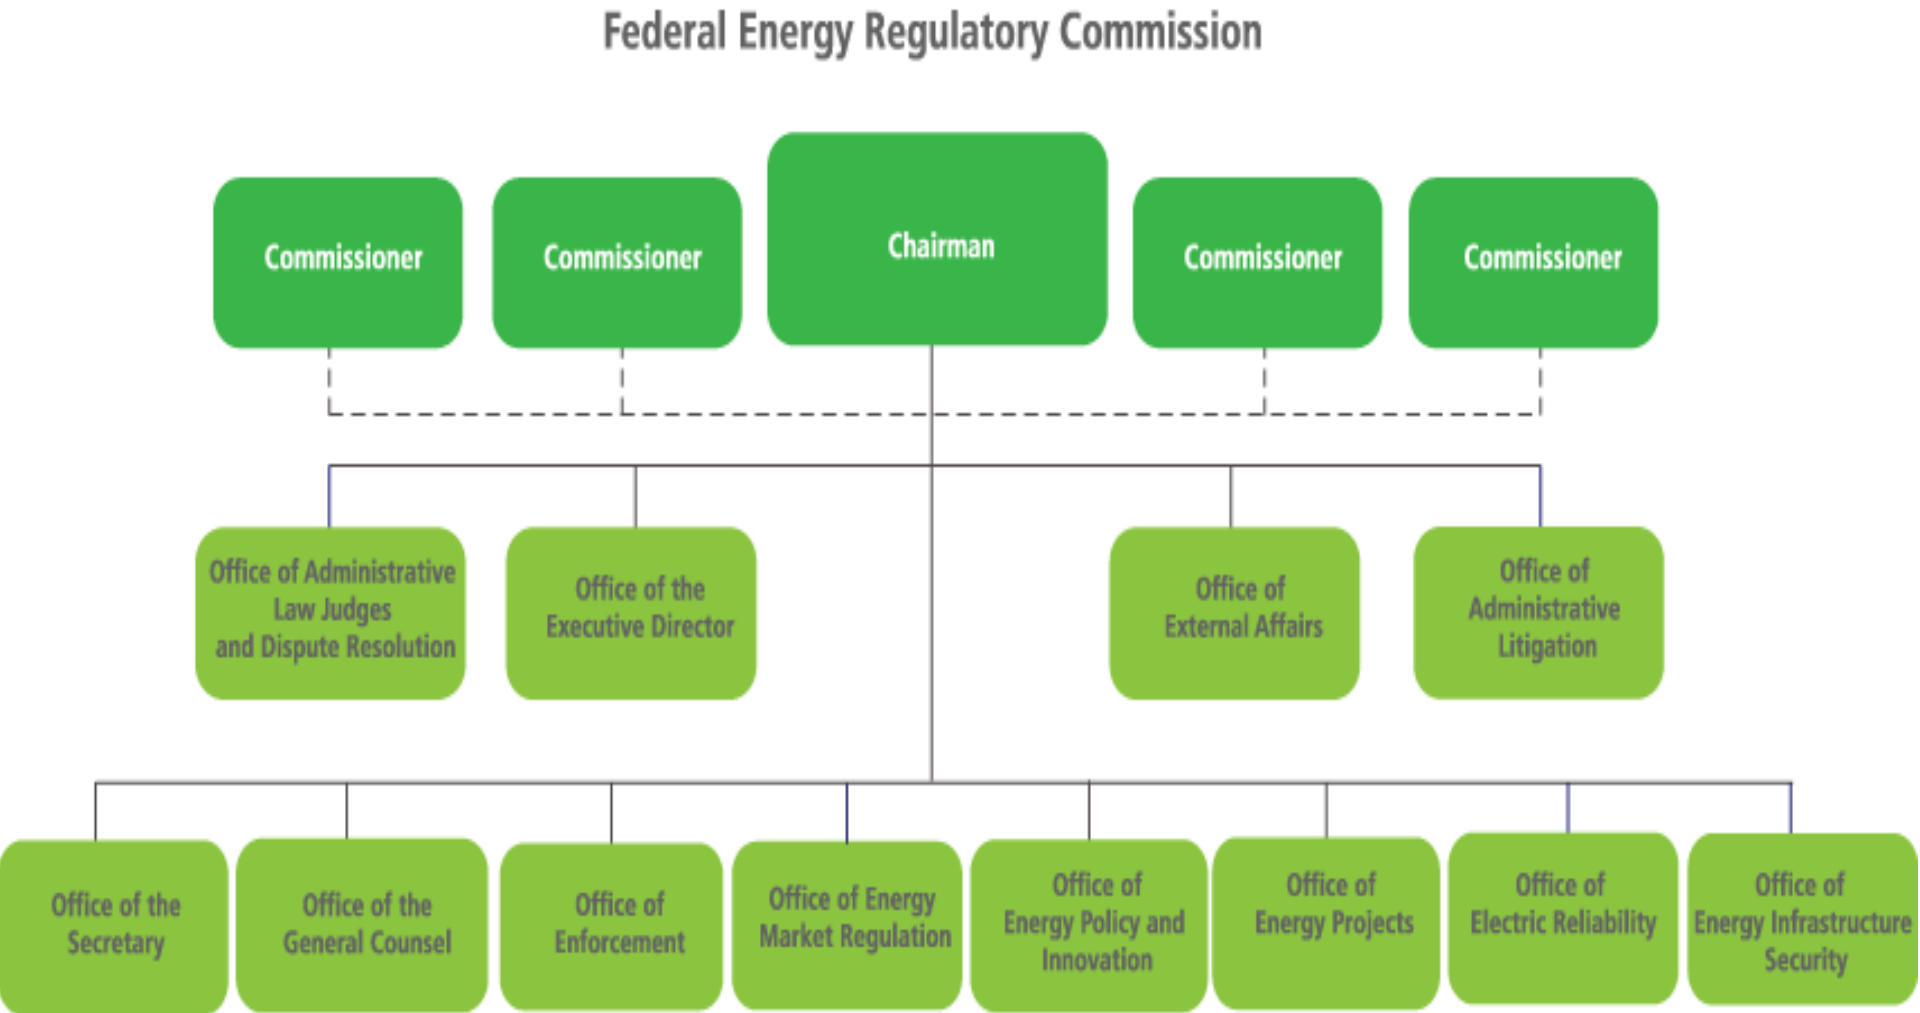 Federal Energy Regulatory Commission
Commissioner
Commissioner
Chairman
Commissioner
Commissioner
Office of Administrative
Law Judges
and Dispute Resolution
Office of the
Executive Director
Office of
External Affairs
Office of
Administrative
Litigation
Office of the
Secretary
Office of the
General Counsel
Office of
Enforcement
Office of Energy
Market Regulation
Office of
Energy Policy and
Innovation
Office of
Energy Projects
Office of
Electric Reliability
Office of
Energy Infrastructure
Security